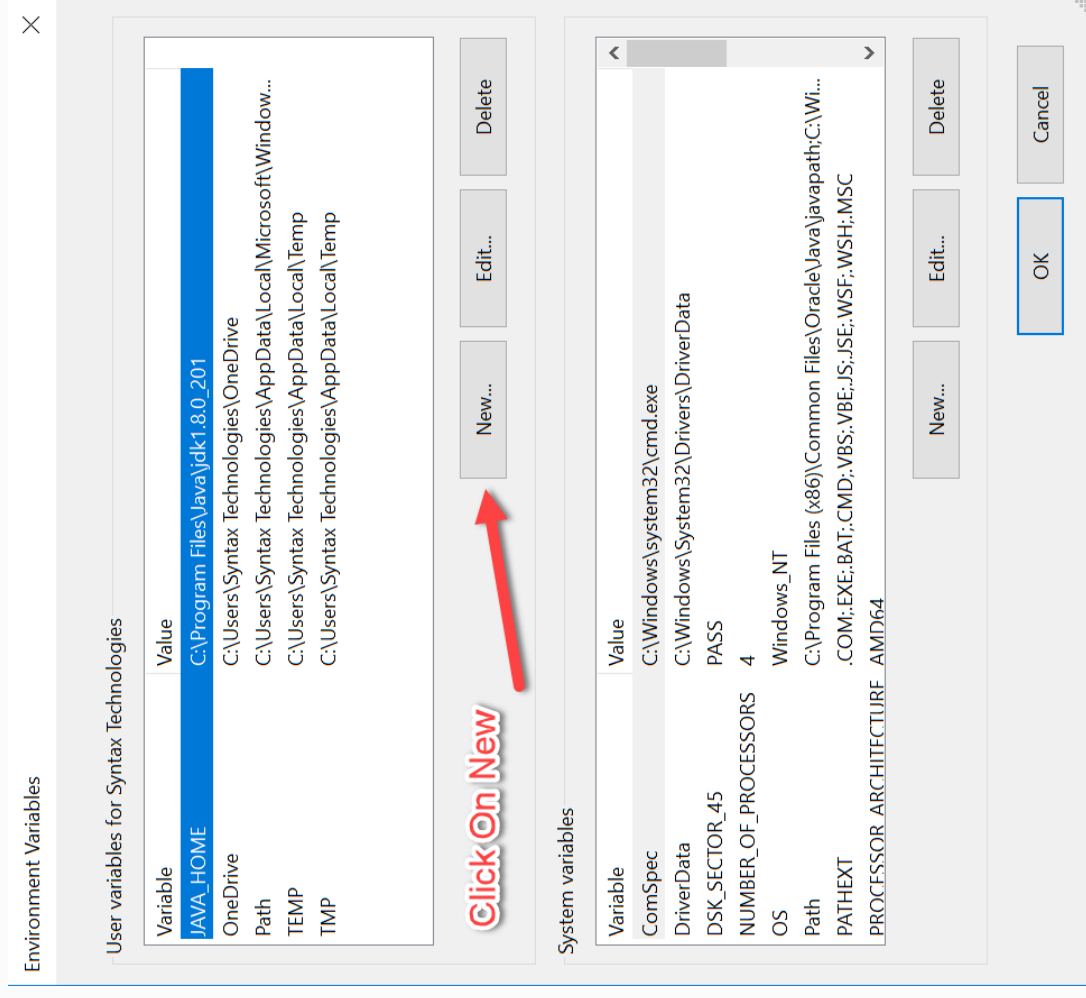 Environment Variables
User variables for Syntax Technologies
Variable Value
JAVA_HOME C:\Program Files\Java\jdk1.8.0_201
OneDrive C:\Users\Syntax Technologies\OneDrive
Path C:\Users\Syntax Technologies\AppData\Local\Microsoft\Window...
TEMP C:\Users\Syntax Technologies\AppData\Local\Temp
TMP C:\Users\Syntax Technologies\AppData\Local\Temp
Click On New
New... Edit... Delete
System variables
Variable Value
ComSpec C:\Windows\system32\cmd.exe
DriverData C:\Windows\System32\Drivers\DriverData
DSK_SECTOR_45 PASS
NUMBER_OF_PROCESSORS 4
OS Windows_NT
Path C:\Program Files (x86)\Common Files\Oracle\Java\javapath;C:\Wi...
PATHEXT .COM;.EXE;.BAT;.CMD;.VBS;.VBE;.JS;.JSE;.WSF;.WSH;.MSC
PROCESSOR_ARCHITECTURE AMD64
New... Edit... Delete
OK Cancel